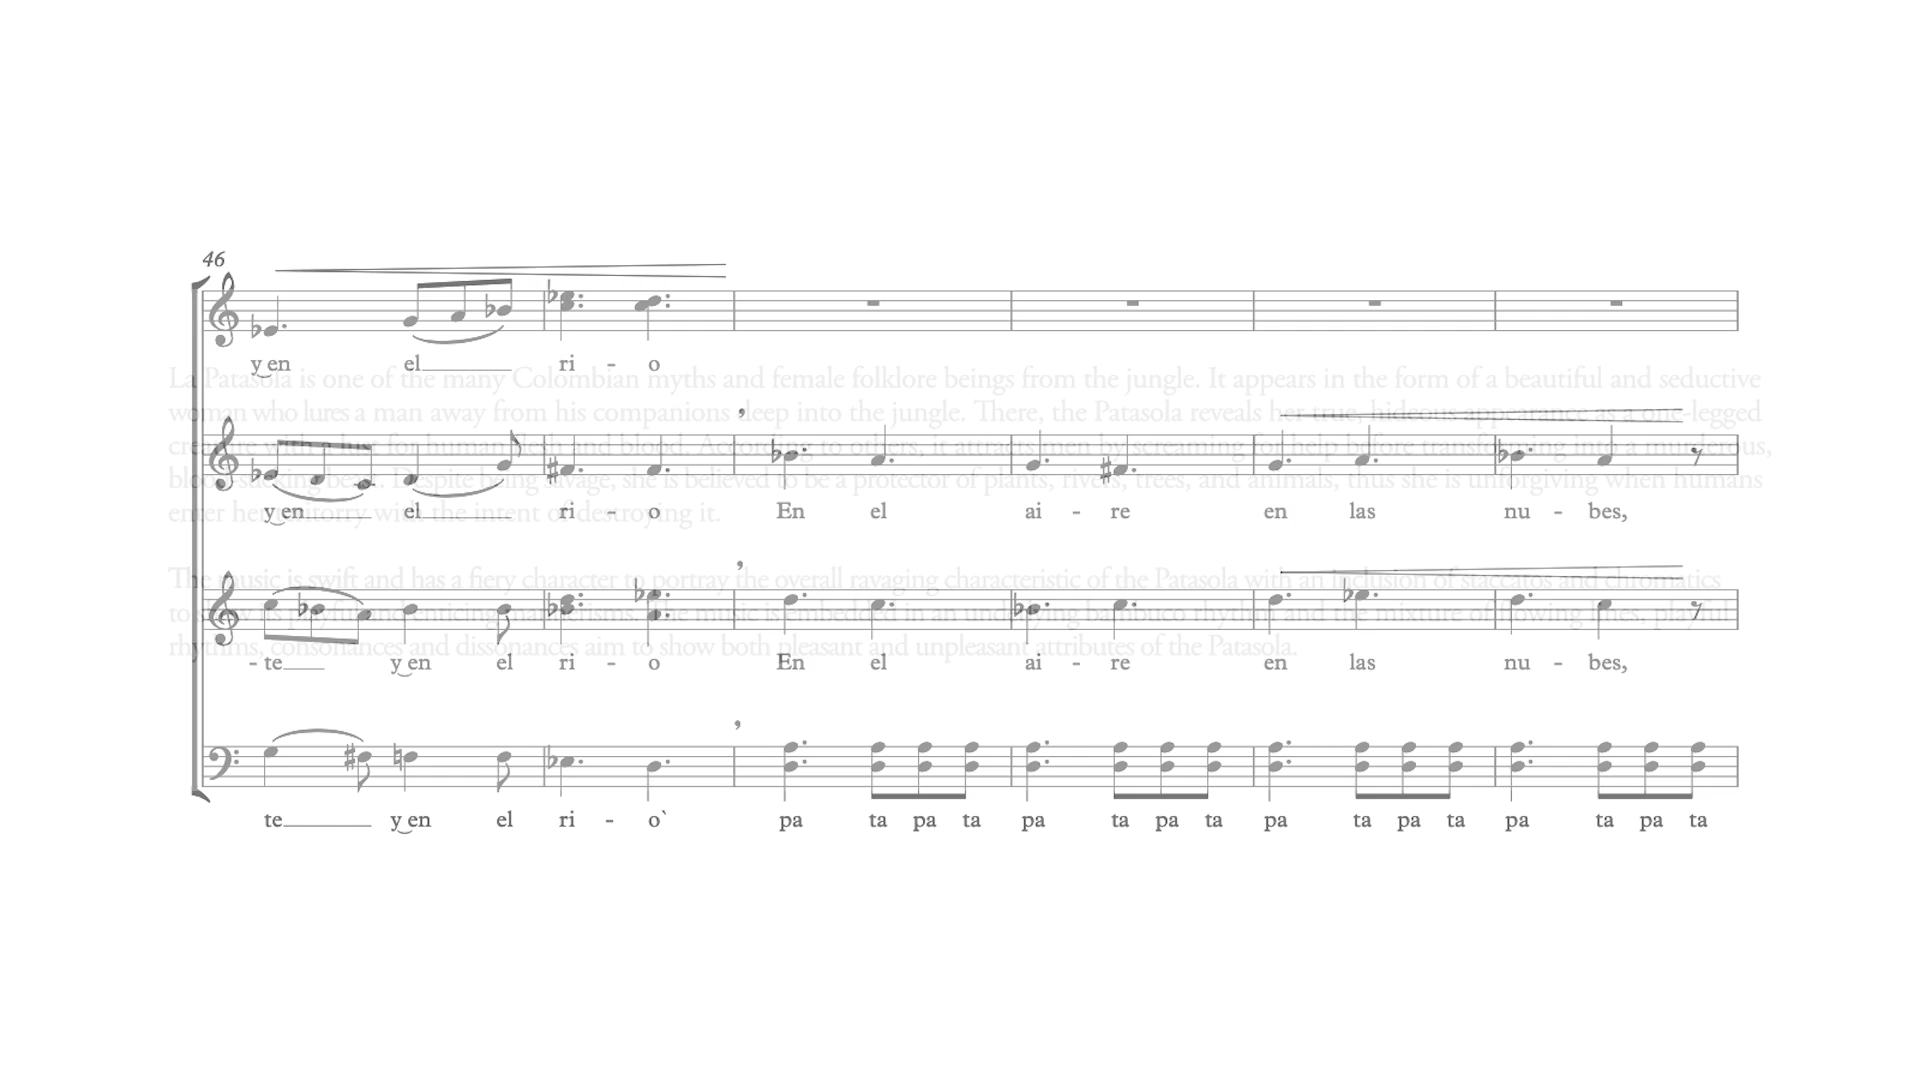 46
y en el ri - o
La Patasola is one of the many Colombian myths and female folklore beings from the jungle. It appears in the form of a beautiful and seductive
woman who lures a man away from his companions deep into the jungle. There, the Patasola reveals her true, hideous appearance as a one-legged
creature with a lust for human flesh and blood. According to others, it attracts men by screaming for help before transforming into a murderous,
blood-sucking beast. Despite being savage, she is believed to be a protector of plants, rivers, trees, and animals, thus she is unforgiving when humans
y en el ri - o En el ai - re en las nu - bes,
enter her territorry with the intent of destroying it.
The music is swift and has a fiery character to portray the overall ravaging characteristic of the Patasola with an inclusion of staccatos and chromatics
to show its playful and enticing mannerisms. The music is embedded in an underlying bambuco rhythm and the mixture of flowing lines, playful
rhythms, consonances and dissonances aim to show both pleasant and unpleasant attributes of the Patasola.
- te y en el ri - o En el ai - re en las nu - bes,
te y en el ri - o` pa ta pa ta pa ta pa ta pa ta pa ta pa ta pa ta